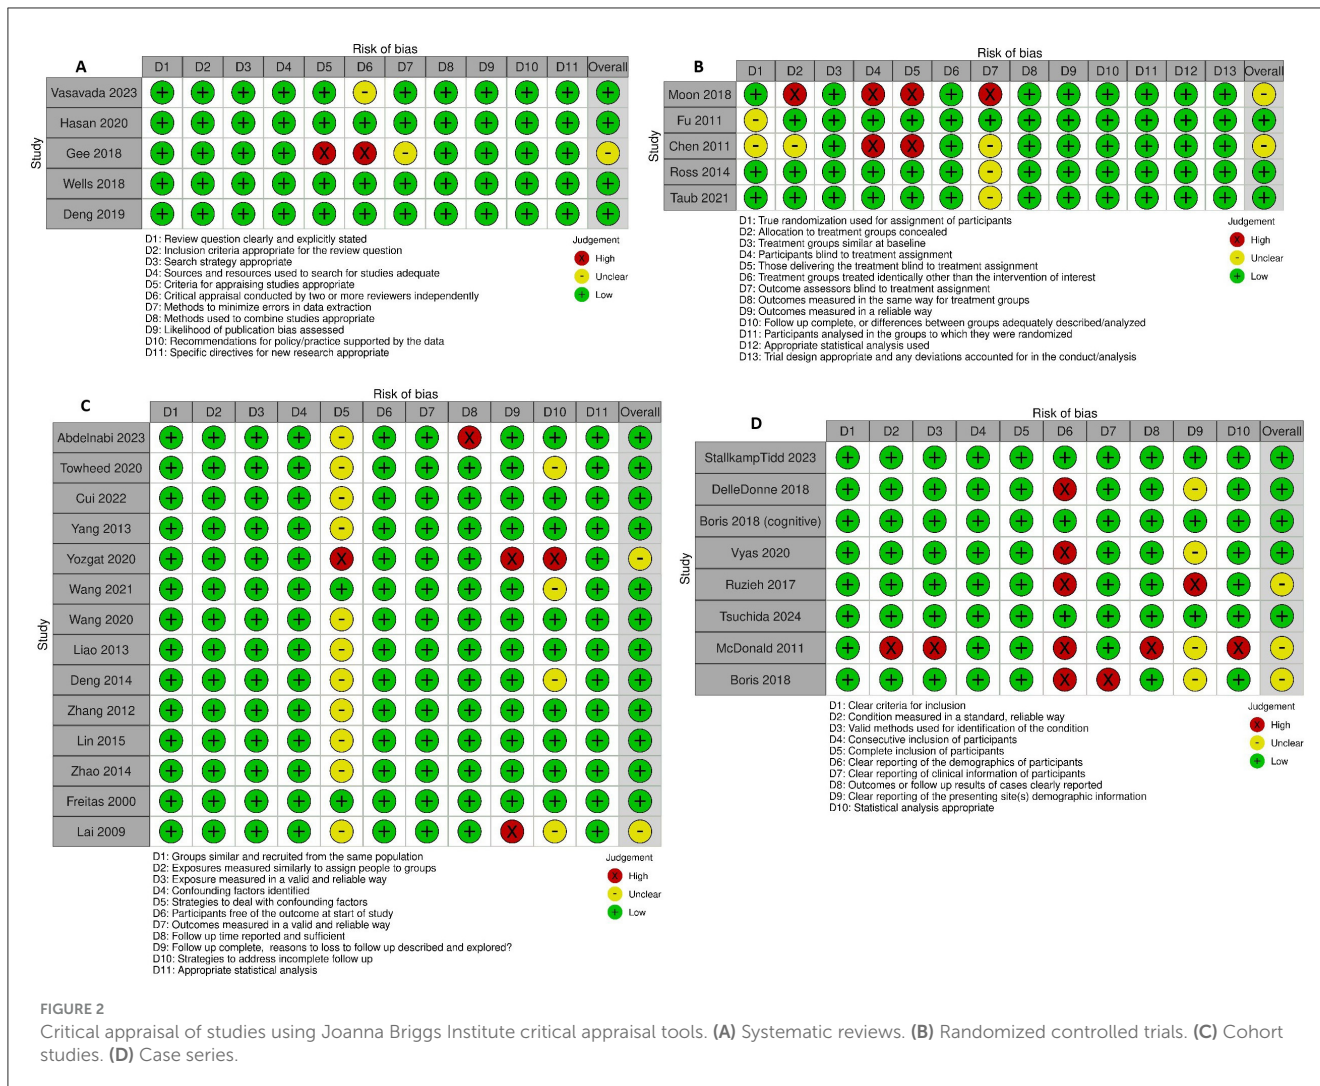 A
Risk of bias
D1 D2 D3 D4 D5 D6 D7 D8 D9 D10 D11 Overall
Study
Vasavada 2023 + + + + + - + + + + + +
Hasan 2020 + + + + + + + + + + + +
Gee 2018 + + + + X X - + + + + -
Wells 2018 + + + + + + + + + + + +
Deng 2019 + + + + + + + + + + + +
D1: Review question clearly and explicitly stated
D2: Inclusion criteria appropriate for the review question
D3: Search strategy appropriate
D4: Sources and resources used to search for studies adequate
D5: Criteria for appraising studies appropriate
D6: Critical appraisal conducted by two or more reviewers independently
D7: Methods to minimize errors in data extraction
D8: Methods used to combine studies appropriate
D9: Likelihood of publication bias assessed
D10: Recommendations for policy/practice supported by the data
D11: Specific directives for new research appropriate
Judgement
X High
- Unclear
+ Low
B
Risk of bias
D1 D2 D3 D4 D5 D6 D7 D8 D9 D10 D11 D12 D13 Overall
Study
Moon 2018 + X + X X + X + + + + + + -
Fu 2011 - + + + + + + + + + + + + +
Chen 2011 - - + X X + - + + + + + + -
Ross 2014 + + + + + + - + + + + + + +
Taub 2021 + + + + + + - + + + + + + +
D1: True randomization used for assignment of participants
D2: Allocation to treatment groups concealed
D3: Treatment groups similar at baseline
D4: Participants blind to treatment assignment
D5: Those delivering the treatment blind to treatment assignment
D6: Treatment groups treated identically other than the intervention of interest
D7: Outcome assessors blind to treatment assignment
D8: Outcomes measured in the same way for treatment groups
D9: Outcomes measured in a reliable way
D10: Follow up complete, or differences between groups adequately described/analyzed
D11: Participants analysed in the groups to which they were randomized
D12: Appropriate statistical analysis used
D13: Trial design appropriate and any deviations accounted for in the conduct/analysis
Judgement
X High
- Unclear
+ Low
C
Risk of bias
D1 D2 D3 D4 D5 D6 D7 D8 D9 D10 D11 Overall
Study
Abdelnabi 2023 + + + + - + + X + + + +
Towheed 2020 + + + + - + + + + - + +
Cui 2022 + + + + - + + + + + + +
Yang 2013 + + + + - + + + + + + +
Yozgat 2020 + + + + X + + + X X + -
Wang 2021 + + + + + + + + + - + +
Wang 2020 + + + + - + + + + + + +
Liao 2013 + + + + - + + + + + + +
Deng 2014 + + + + - + + + + - + +
Zhang 2012 + + + + - + + + + + + +
Lin 2015 + + + + - + + + + + + +
Zhao 2014 + + + + - + + + + + + +
Freitas 2000 + + + + + + + + + + + +
Lai 2009 + + + + - + + + X - + -
D1: Groups similar and recruited from the same population
D2: Exposures measured similarly to assign people to groups
D3: Exposure measured in a valid and reliable way
D4: Confounding factors identified
D5: Strategies to deal with confounding factors
D6: Participants free of the outcome at start of study
D7: Outcomes measured in a valid and reliable way
D8: Follow up time reported and sufficient
D9: Follow up complete, reasons to loss to follow up described and explored?
D10: Strategies to address incomplete follow up
D11: Appropriate statistical analysis
Judgement
X High
- Unclear
+ Low
D
Risk of bias
D1 D2 D3 D4 D5 D6 D7 D8 D9 D10 Overall
Study
StallkampTidd 2023 + + + + + + + + + + +
DelleDonne 2018 + + + + + X + + - + +
Boris 2018 (cognitive) + + + + + + + + + + +
Vyas 2020 + + + + + X + + - + +
Ruzieh 2017 + + + + + X + + X + -
Tsuchida 2024 + + + + + + + + + + +
McDonald 2011 + X X + + X + X - X -
Boris 2018 + + + + + X X + - + -
D1: Clear criteria for inclusion
D2: Condition measured in a standard, reliable way
D3: Valid methods used for identification of the condition
D4: Consecutive inclusion of participants
D5: Complete inclusion of participants
D6: Clear reporting of the demographics of participants
D7: Clear reporting of clinical information of participants
D8: Outcomes or follow up results of cases clearly reported
D9: Clear reporting of the presenting site(s) demographic information
D10: Statistical analysis appropriate
Judgement
X High
- Unclear
+ Low
FIGURE 2
Critical appraisal of studies using Joanna Briggs Institute critical appraisal tools. (A) Systematic reviews. (B) Randomized controlled trials. (C) Cohort
studies. (D) Case series.